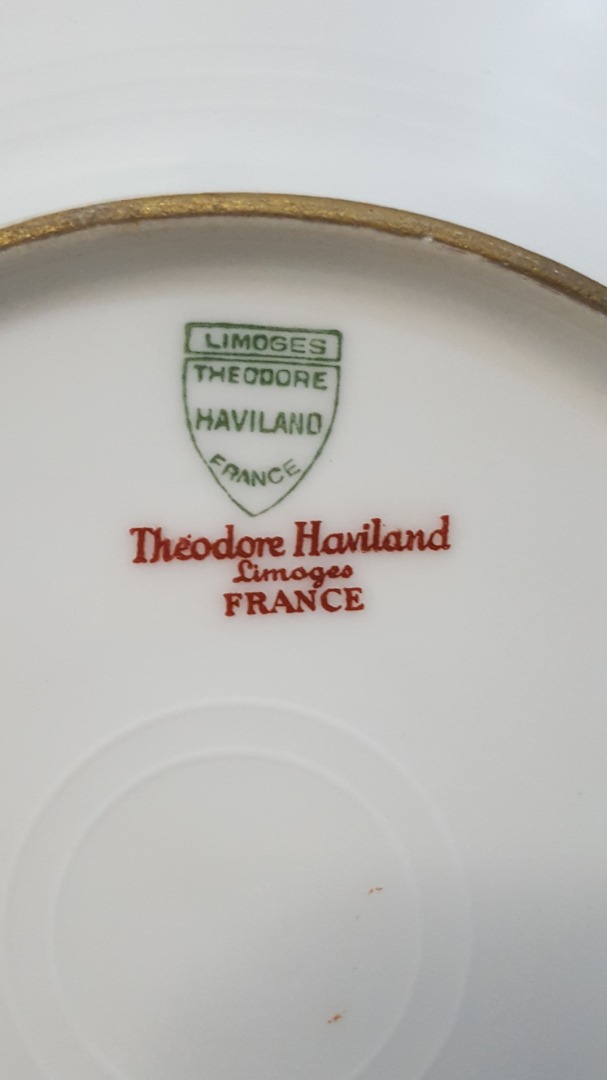 LIMOGES
THEODORE
HAVILAND
FRANCE
Théodore Haviland
Limoges
FRANCE